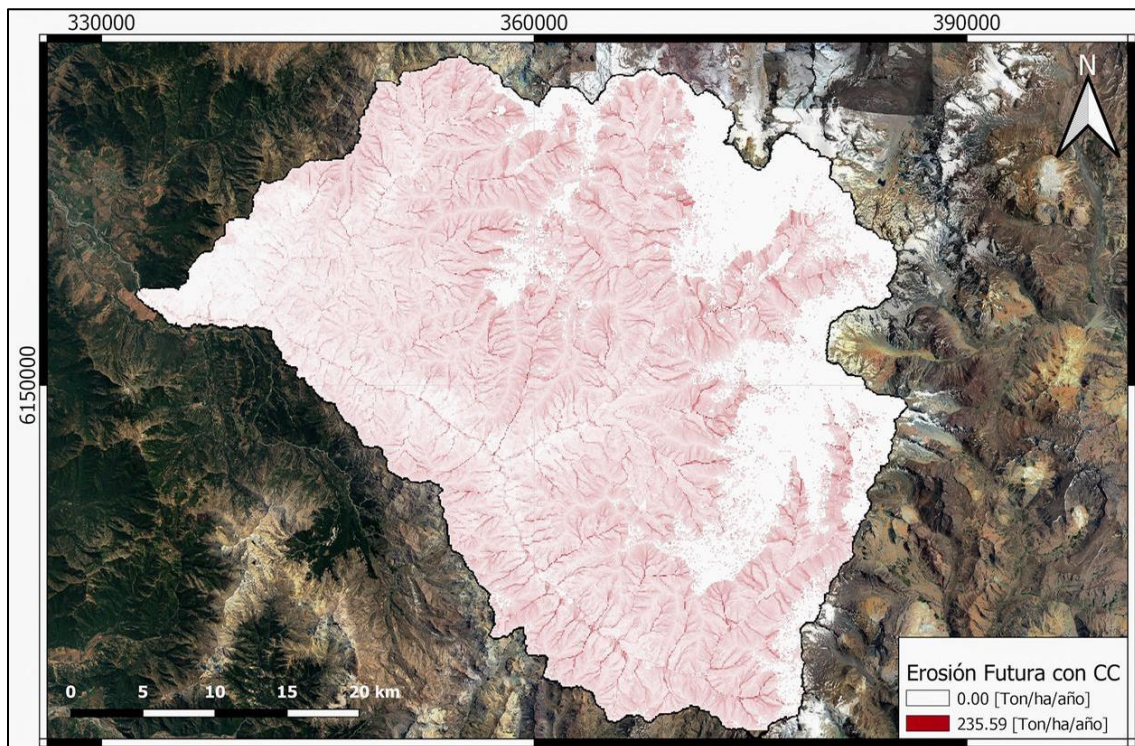 330000 360000 390000
N
6150000
0 5 10 15 20 km
Erosión Futura con CC
0.00 [Ton/ha/año]
235.59 [Ton/ha/año]